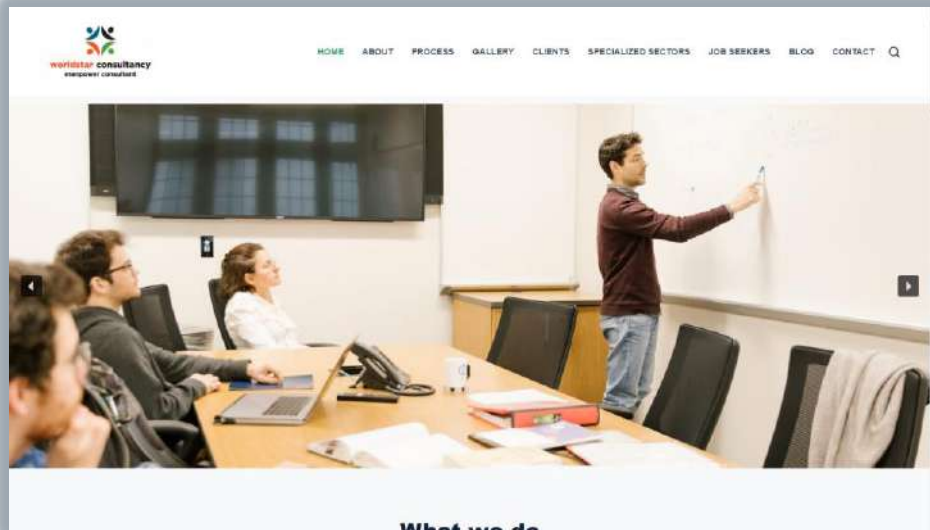 worldstar consultancy
manpower consultant
HOME ABOUT PROCESS GALLERY CLIENTS SPECIALIZED SECTORS JOB SEEKERS BLOG CONTACT
What we do